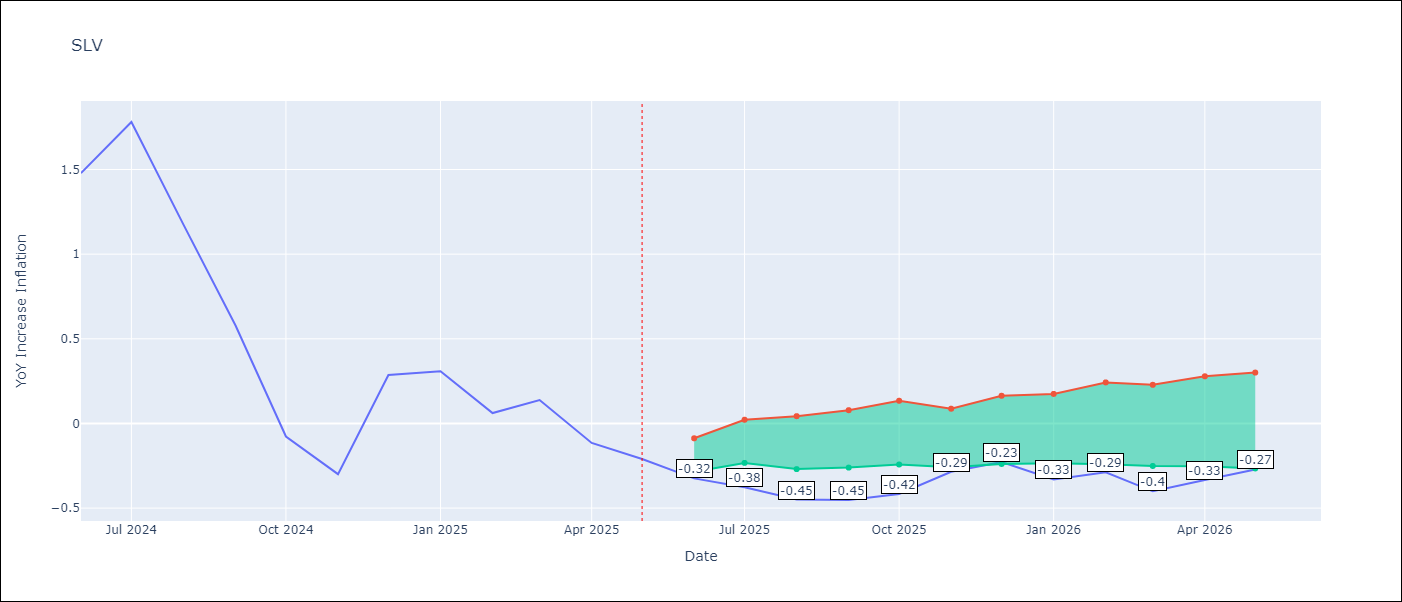 SLV
YoY Increase Inflation
1.5
1
0.5
0
−0.5
-0.32
-0.38
-0.45
-0.45
-0.42
-0.29
-0.23
-0.33
-0.29
-0.4
-0.33
-0.27
Jul 2024
Oct 2024
Jan 2025
Apr 2025
Jul 2025
Oct 2025
Jan 2026
Apr 2026
Date